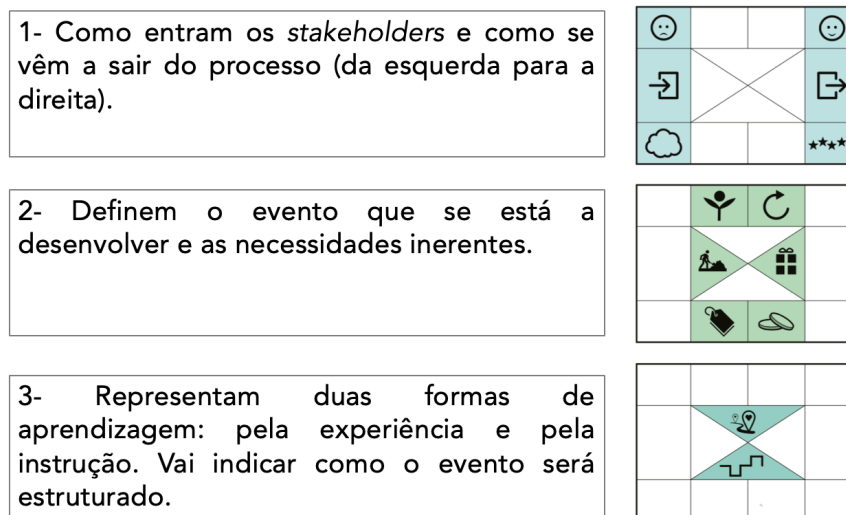 1- Como entram os stakeholders e como se
vêm a sair do processo (da esquerda para a
direita).
2- Definem o evento que se está a
desenvolver e as necessidades inerentes.
3- Representam duas formas de
aprendizagem: pela experiência e pela
instrução. Vai indicar como o evento será
estruturado.